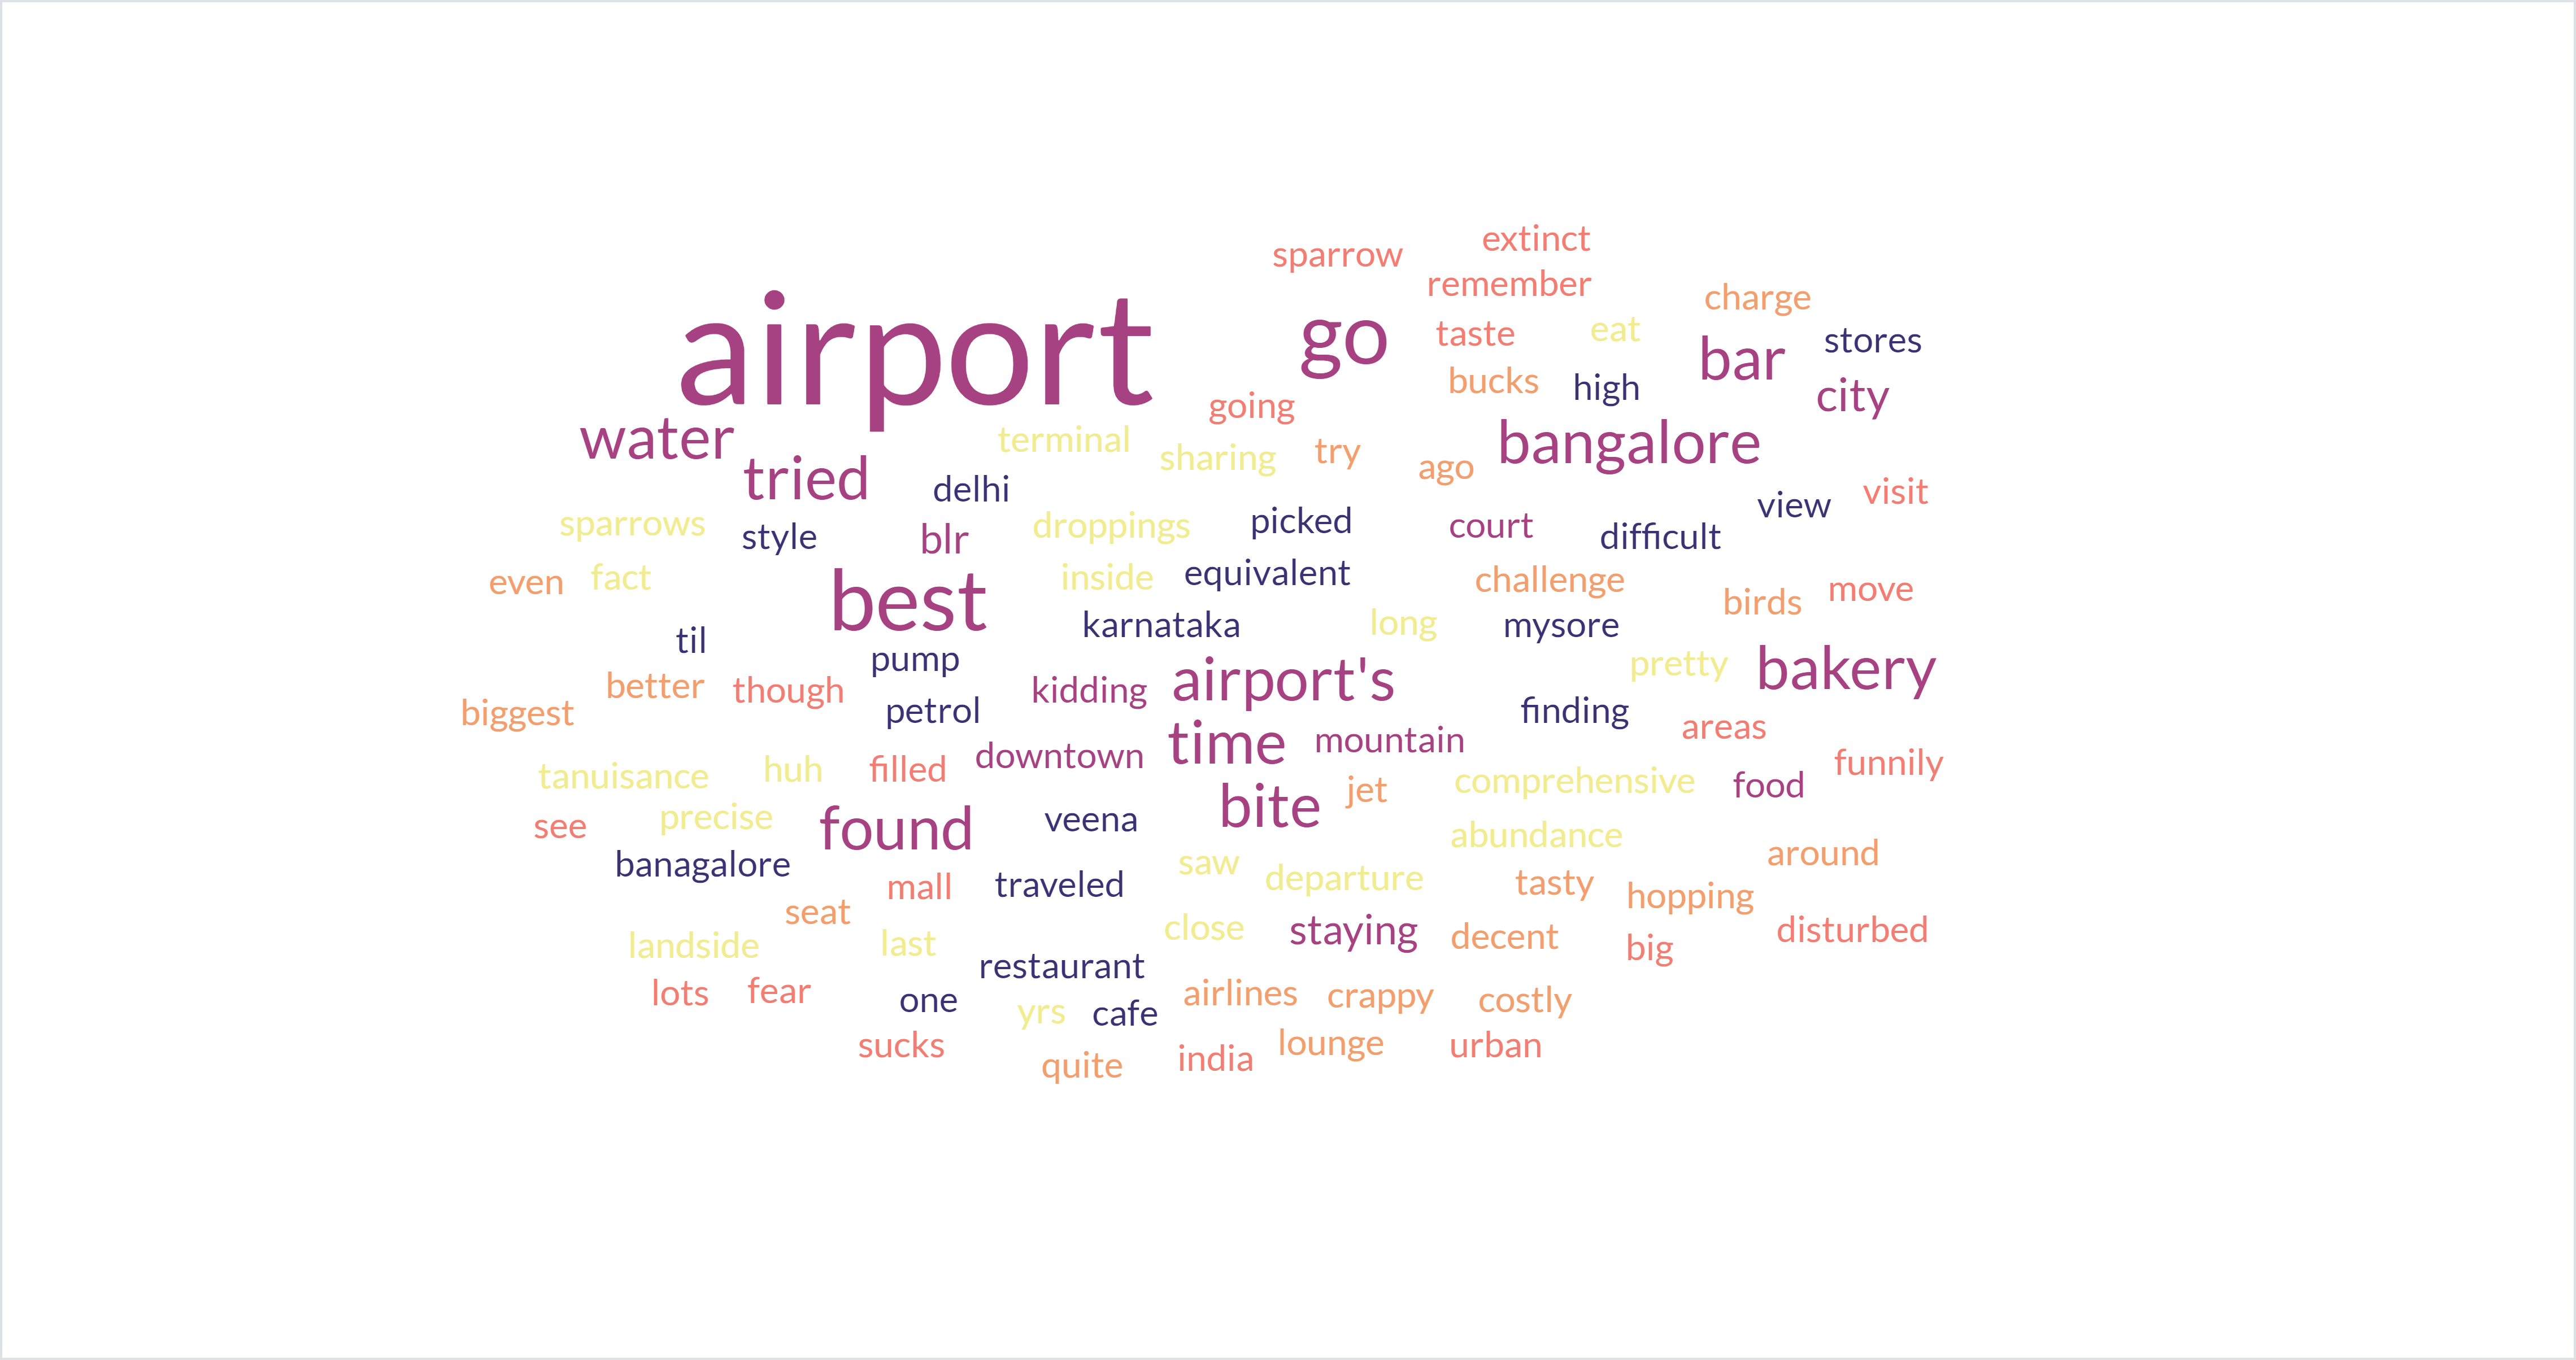 sparrow
extinct
remember
charge
airport
go
taste
eat
bar
stores
bucks
high
city
going
water
terminal
sharing
try
ago
bangalore
tried
delhi
view
visit
sparrows
style
blr
droppings
picked
court
difficult
even
fact
best
inside
equivalent
challenge
birds
move
til
karnataka
long
mysore
pump
pretty
bakery
better
though
kidding
airport's
biggest
petrol
finding
areas
downtown
time
mountain
tanuisance
huh
filled
jet
comprehensive
food
funnily
see
precise
found
veena
bite
abundance
around
banagalore
mall
traveled
saw
departure
tasty
hopping
seat
landside
last
close
staying
decent
big
disturbed
restaurant
lots
fear
one
yrs
cafe
airlines
crappy
costly
sucks
quite
india
lounge
urban